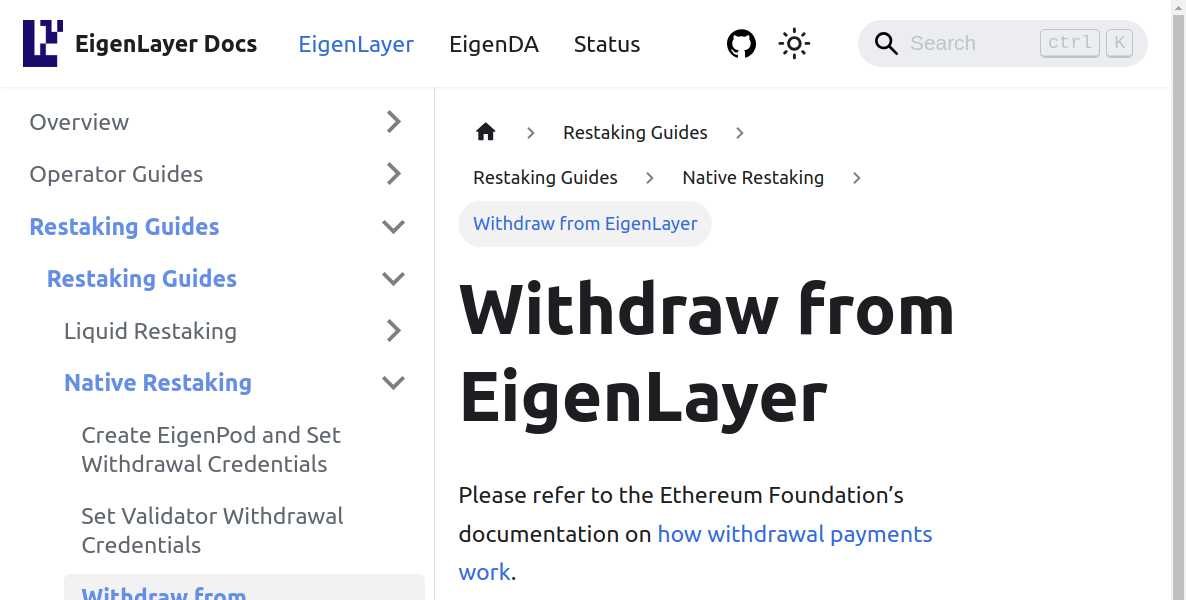 EigenLayer Docs
EigenLayer
EigenDA
Status
Search
ctrl
K
Overview
Operator Guides
Restaking Guides
Restaking Guides
Liquid Restaking
Native Restaking
Create EigenPod and Set
Withdrawal Credentials
Set Validator Withdrawal
Credentials
Withdraw from
Restaking Guides
Restaking Guides
Native Restaking
Withdraw from EigenLayer
Withdraw from
EigenLayer
Please refer to the Ethereum Foundation’s
documentation on how withdrawal payments
work.